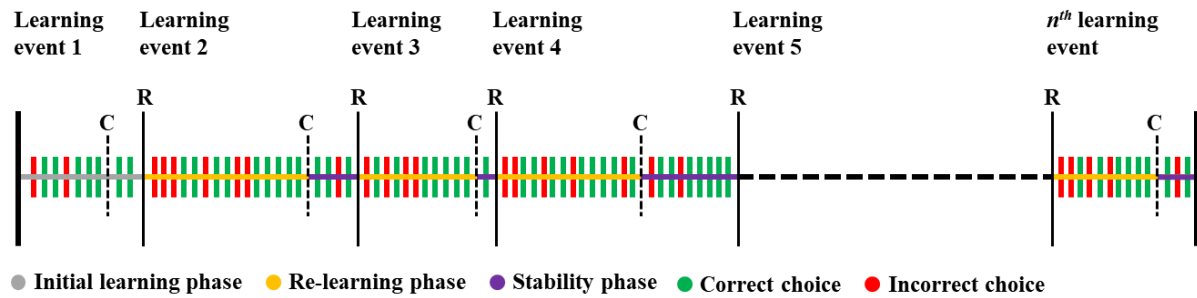 Learning event 1
Learning event 2
Learning event 3
Learning event 4
Learning event 5
nth learning event
R R R R R
C C C C
Initial learning phase Re-learning phase Stability phase Correct choice Incorrect choice